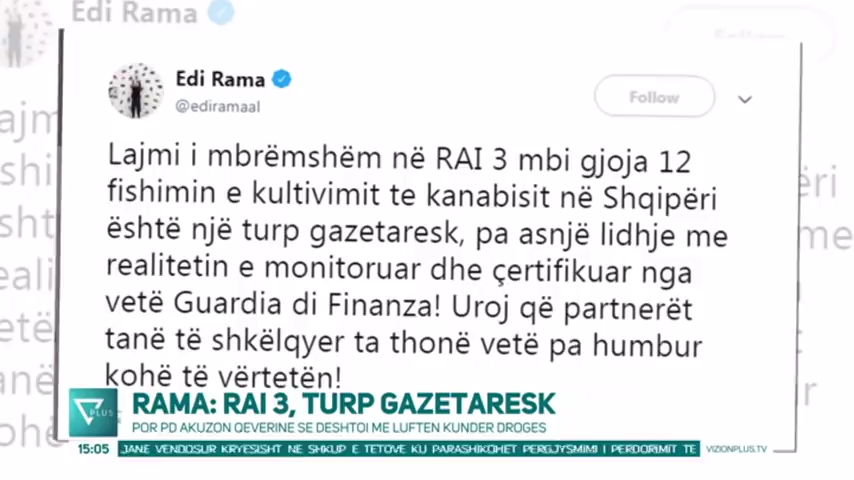 Edi Rama
Edi Rama
@ediramaal
Follow
Lajmi i mbrëmshëm në RAI 3 mbi gjoja 12
fishimin e kultivimit te kanabisit në Shqipëri
është një turp gazetaresk, pa asnjë lidhje me
realitetin e monitoruar dhe çertifikuar nga
vetë Guardia di Finanza! Uroj që partnerët
tanë të shkëlqyer ta thonë vetë pa humbur
kohë të vërtetën!
PLUS
RAMA: RAI 3, TURP GAZETARESK
POR PD AKUZON QEVERINE SE DESHTOI ME LUFTEN KUNDER DROGES
15:05 JANE VENDOSUR KRYESISHT NE SHKUP E TETOVE KU PARASHIKOHET PERGJYSMIMI I PERDORIMIT TE VIZIONPLUS.TV